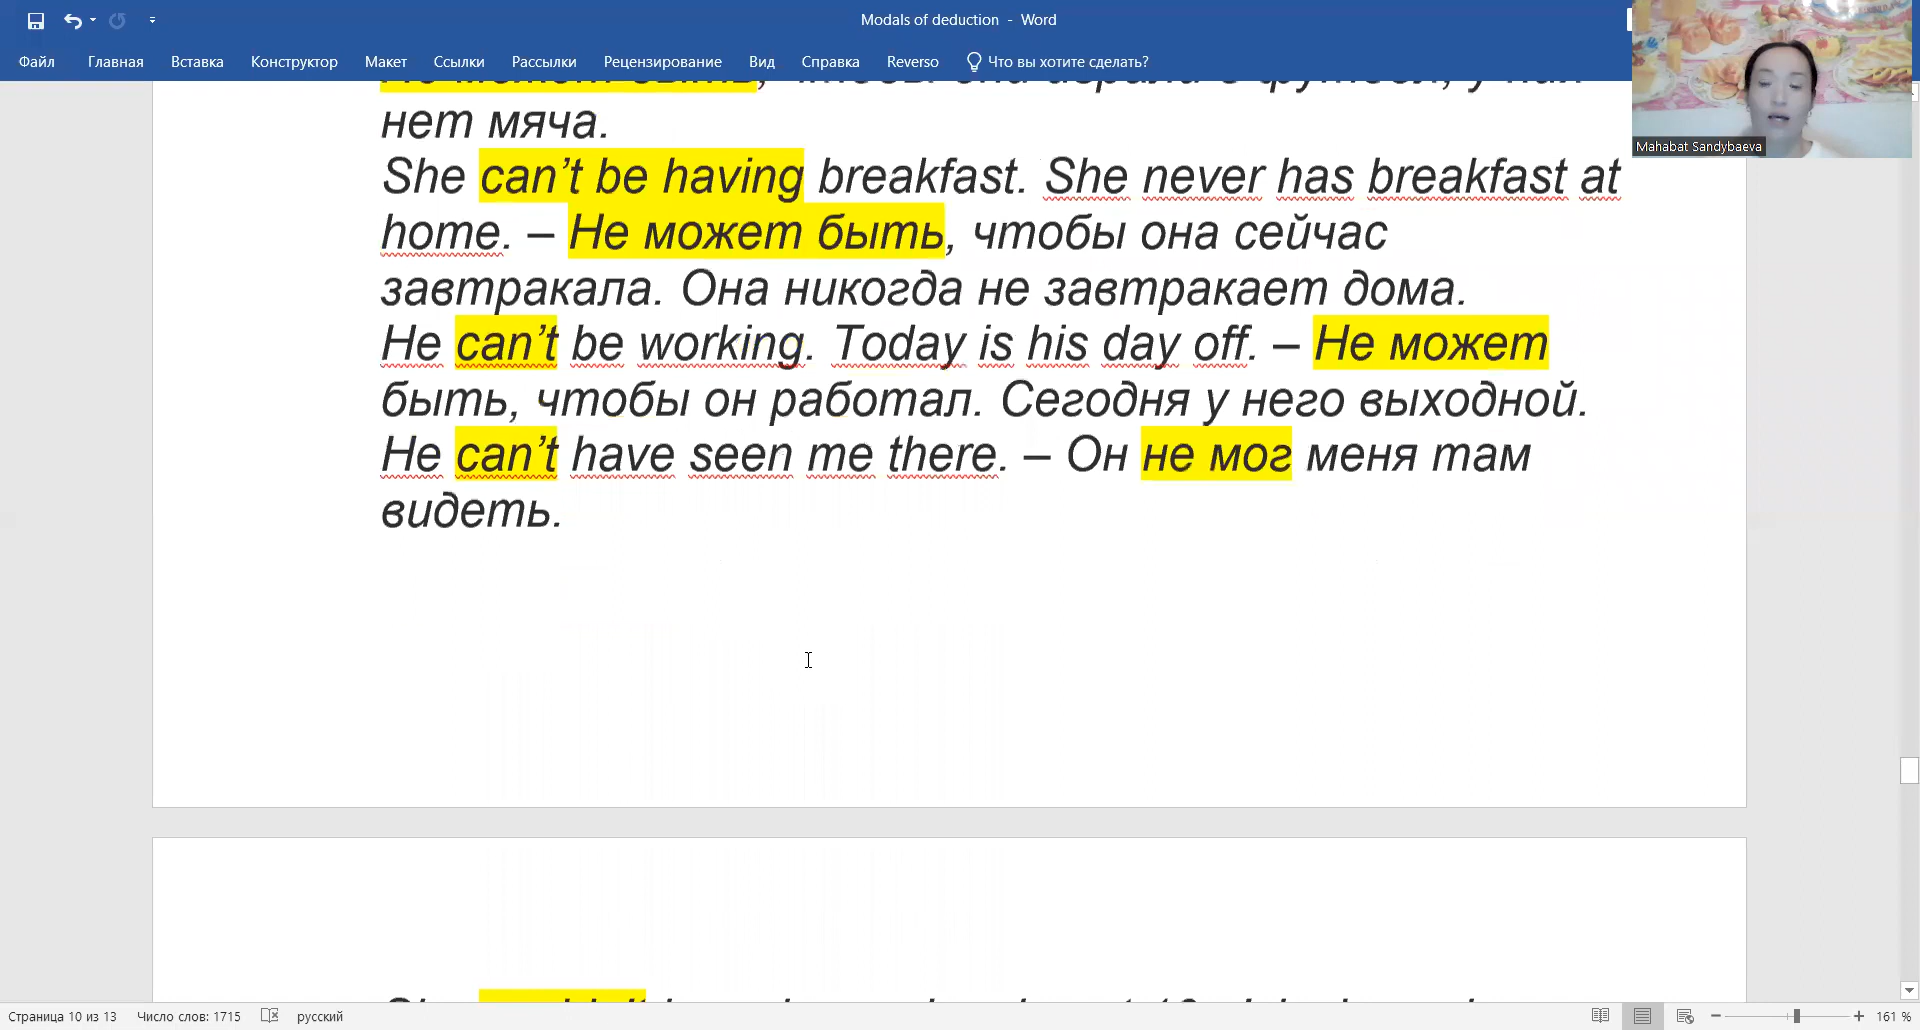 Modals of deduction - Word
Файл Главная Вставка Конструктор Макет Ссылки Рассылки Рецензирование Вид Справка Reverso Что вы хотите сделать?
Mahabat Sandybaeva
нет мяча.
She can’t be having breakfast. She never has breakfast at
home. – Не может быть, чтобы она сейчас
завтракала. Она никогда не завтракает дома.
He can’t be working. Today is his day off. – Не может
быть, чтобы он работал. Сегодня у него выходной.
He can’t have seen me there. – Он не мог меня там
видеть.
Страница 10 из 13 Число слов: 1715 русский 161 %